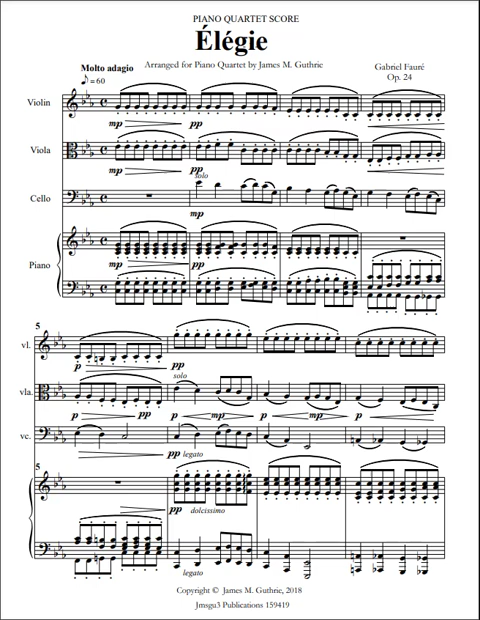 PIANO QUARTET SCORE
Élégie
Molto adagio
Arranged for Piano Quartet by James M. Guthrie
Gabriel Fauré
♪ = 60
Op. 24
Violin
mp pp
Viola
mp pp
solo
Cello
mp
Piano
mp pp
5
vl.
p pp
solo
vla.
p pp p mp p mp p
vc.
pp legato
5
pp dolcissimo
legato
Copyright © James M. Guthrie, 2018
Jmsgu3 Publications 159419